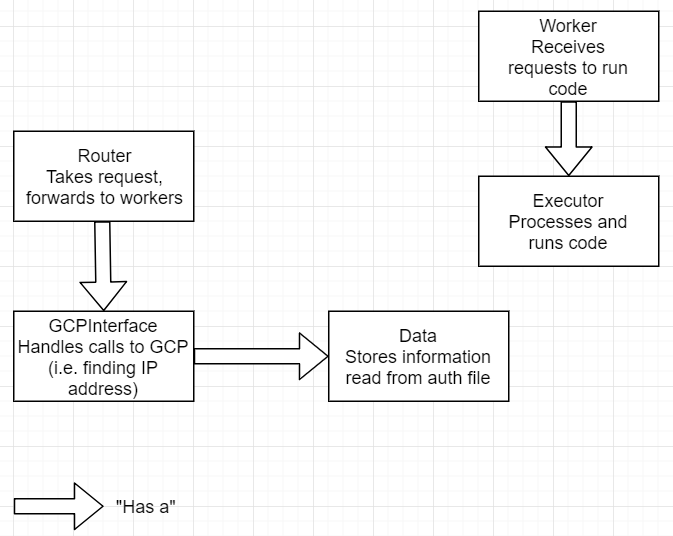 Worker
Receives
requests to run
code
Router
Takes request,
forwards to workers
Executor
Processes and
runs code
GCPInterface
Handles calls to GCP
(i.e. finding IP
address)
Data
Stores information
read from auth file
"Has a"